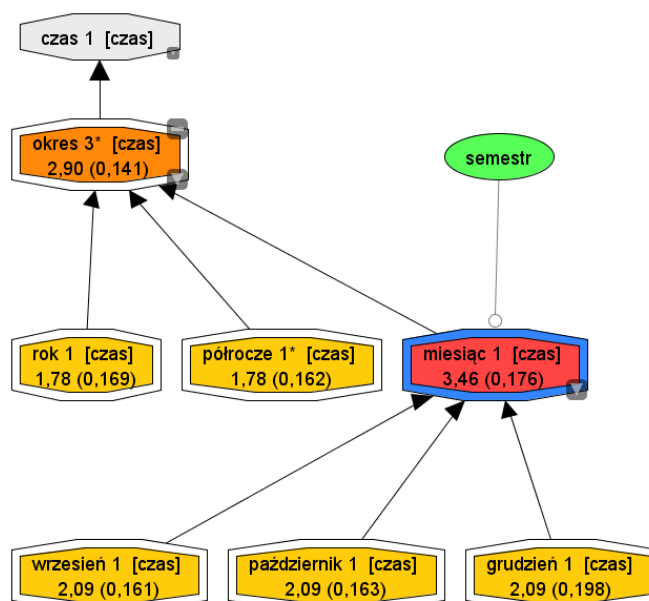 czas 1 [czas]
okres 3* [czas]
2,90 (0,141)
semestr
rok 1 [czas]
1,78 (0,169)
półrocze 1* [czas]
1,78 (0,162)
miesiąc 1 [czas]
3,46 (0,176)
wrzesień 1 [czas]
2,09 (0,161)
październik 1 [czas]
2,09 (0,163)
grudzień 1 [czas]
2,09 (0,198)